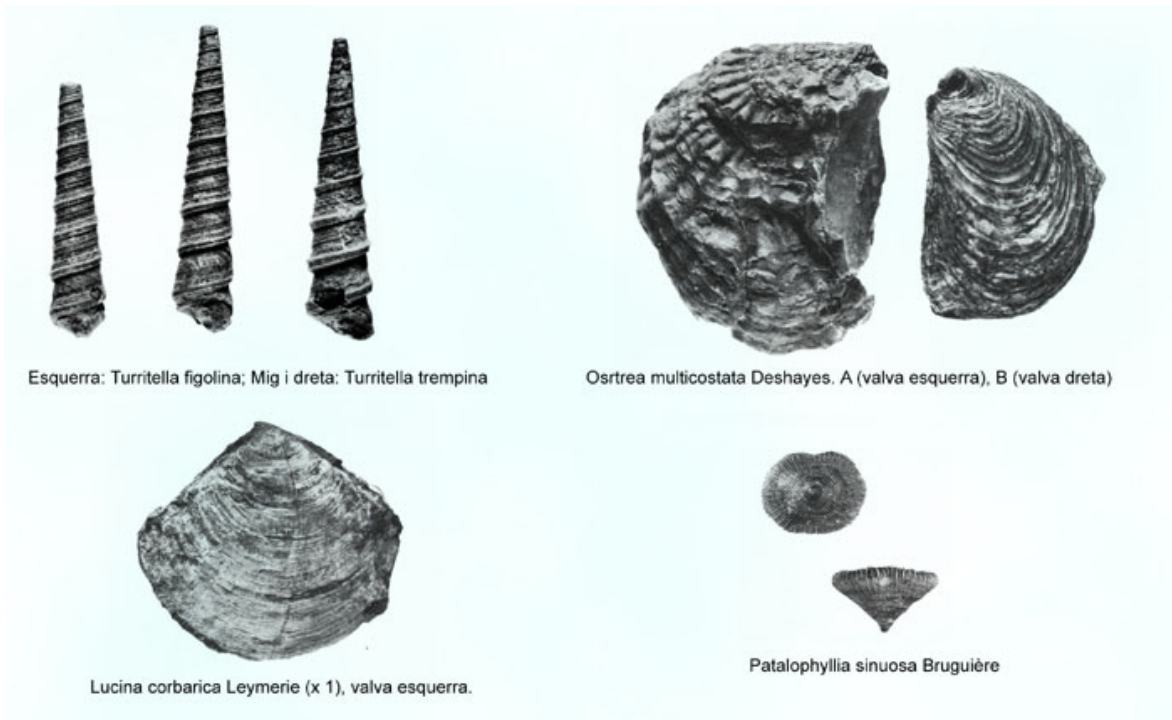 Esquerra: Turritella figolina; Mig i dreta: Turritella trempina
Osrtrea multicostata Deshayes. A (valva esquerra), B (valva dreta)
Lucina corbarica Leymerie (x 1), valva esquerra.
Patalophyllia sinuosa Bruguière